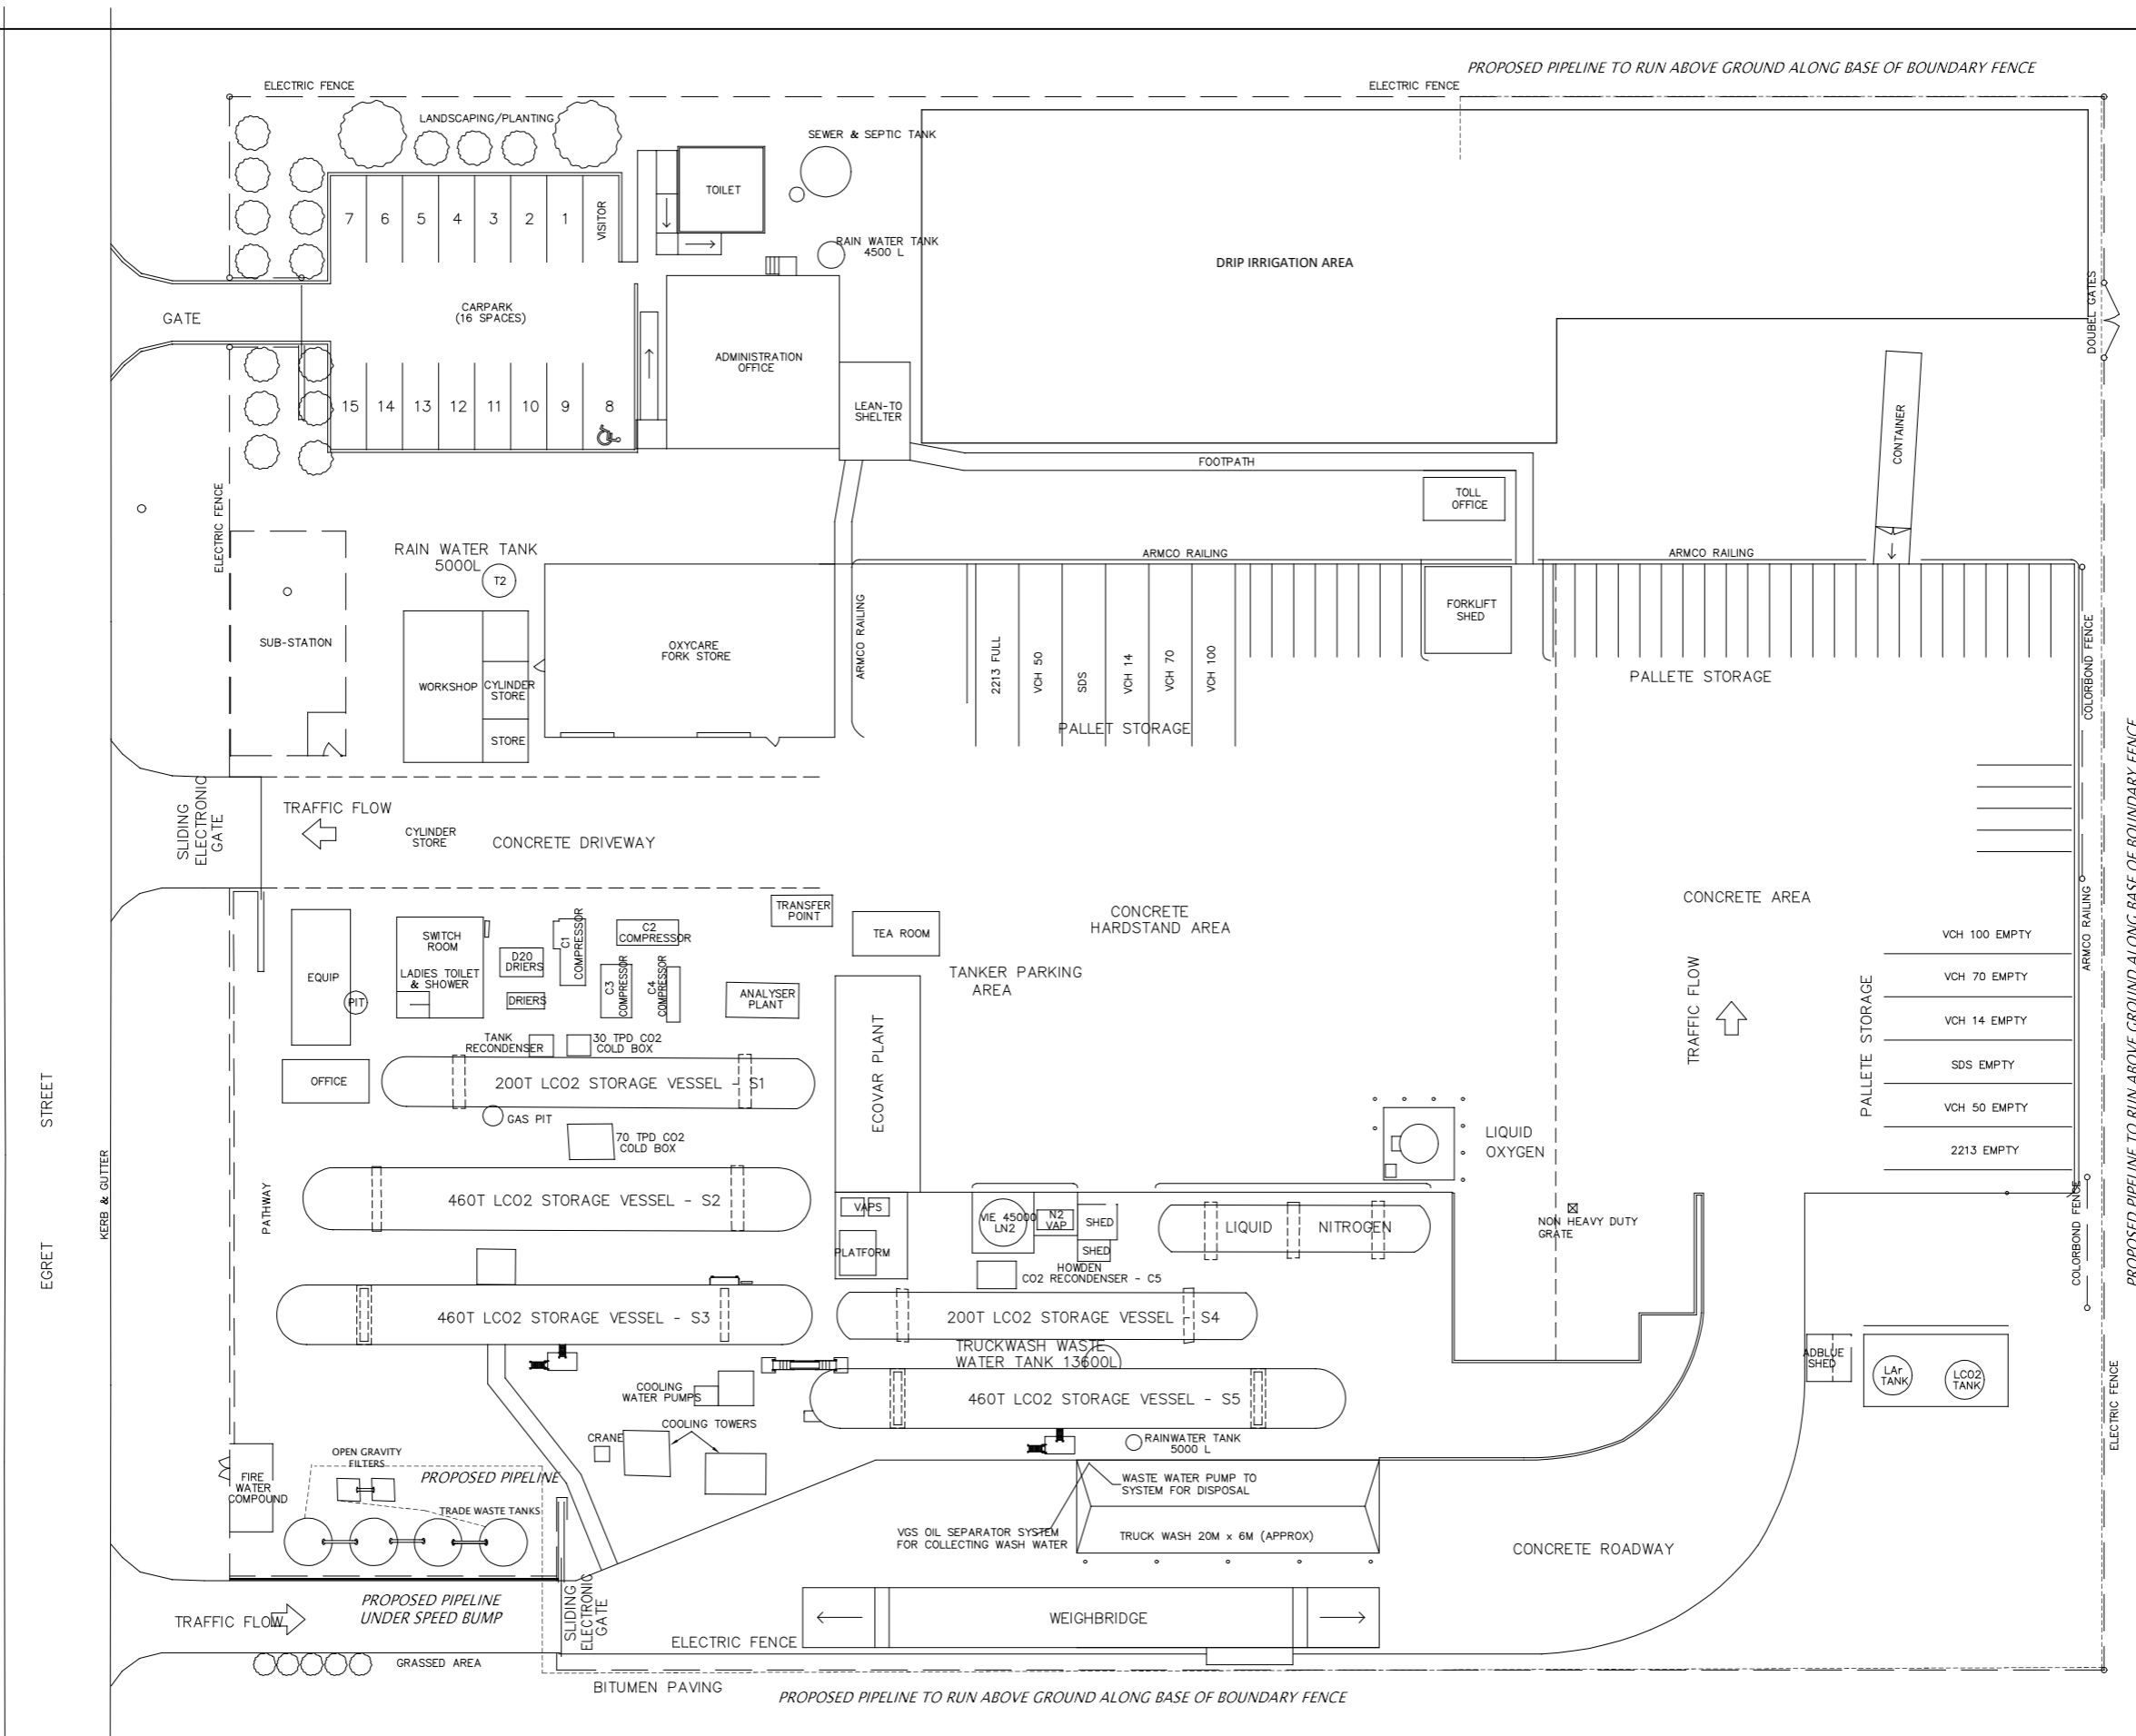 PROPOSED PIPELINE TO RUN ABOVE GROUND ALONG BASE OF BOUNDARY FENCE
ELECTRIC FENCE
ELECTRIC FENCE
LANDSCAPING/PLANTING
SEWER & SEPTIC TANK
TOILET
7
6
5
4
3
2
1
VISITOR
RAIN WATER TANK
4500 L
DRIP IRRIGATION AREA
DOUBEL GATES
GATE
CARPARK
(16 SPACES)
ADMINISTRATION
OFFICE
LEAN-TO
SHELTER
15
14
13
12
11
10
9
8
CONTAINER
FOOTPATH
TOLL
OFFICE
ELECTRIC FENCE
RAIN WATER TANK
5000L
T2
ARMCO RAILING
ARMCO RAILING
SUB-STATION
WORKSHOP
CYLINDER
STORE
STORE
OXYCARE
FORK STORE
ARMCO RAILING
2213 FULL
VCH 50
SDS
VCH 14
VCH 70
VCH 100
PALLET STORAGE
FORKLIFT
SHED
PALLETE STORAGE
COLORBOND FENCE
PROPOSED PIPELINE TO RUN ABOVE GROUND ALONG BASE OF BOUNDARY FENCE
SLIDING
ELECTRONIC
GATE
TRAFFIC FLOW
CYLINDER
STORE
CONCRETE DRIVEWAY
TRANSFER
POINT
TEA ROOM
CONCRETE
HARDSTAND AREA
CONCRETE AREA
ARMCO RAILING
EQUIP
PIT
SWITCH
ROOM
LADIES TOILET
& SHOWER
D20
DRIERS
DRIERS
C1
COMPRESSOR
C2
COMPRESSOR
C3
COMPRESSOR
C4
COMPRESSOR
ANALYSER
PLANT
TANKER PARKING
AREA
TRAFFIC FLOW
PALLETE STORAGE
VCH 100 EMPTY
VCH 70 EMPTY
VCH 14 EMPTY
SDS EMPTY
VCH 50 EMPTY
2213 EMPTY
TANK
RECONDENSER
30 TPD CO2
COLD BOX
OFFICE
200T LCO2 STORAGE VESSEL - S1
ECOVAR PLANT
GAS PIT
70 TPD CO2
COLD BOX
LIQUID
OXYGEN
STREET
EGRET
KERB & GUTTER
PATHWAY
460T LCO2 STORAGE VESSEL - S2
VAPS
PLATFORM
VIE 45000
LN2
N2
VAP
SHED
SHED
LIQUID NITROGEN
NON HEAVY DUTY
GRATE
COLORBOND FENCE
HOWDEN
CO2 RECONDENSER - C5
460T LCO2 STORAGE VESSEL - S3
200T LCO2 STORAGE VESSEL - S4
TRUCKWASH WASTE
WATER TANK 13600L
ADBLUE
SHED
LAr
TANK
LCO2
TANK
COOLING
WATER PUMPS
460T LCO2 STORAGE VESSEL - S5
ELECTRIC FENCE
CRANE
COOLING TOWERS
RAINWATER TANK
5000 L
OPEN GRAVITY
FILTERS
PROPOSED PIPELINE
FIRE
WATER
COMPOUND
TRADE WASTE TANKS
WASTE WATER PUMP TO
SYSTEM FOR DISPOSAL
VGS OIL SEPARATOR SYSTEM
FOR COLLECTING WASH WATER
TRUCK WASH 20M x 6M (APPROX)
CONCRETE ROADWAY
PROPOSED PIPELINE
UNDER SPEED BUMP
TRAFFIC FLOW
SLIDING
ELECTRONIC
GATE
WEIGHBRIDGE
ELECTRIC FENCE
GRASSED AREA
BITUMEN PAVING
PROPOSED PIPELINE TO RUN ABOVE GROUND ALONG BASE OF BOUNDARY FENCE